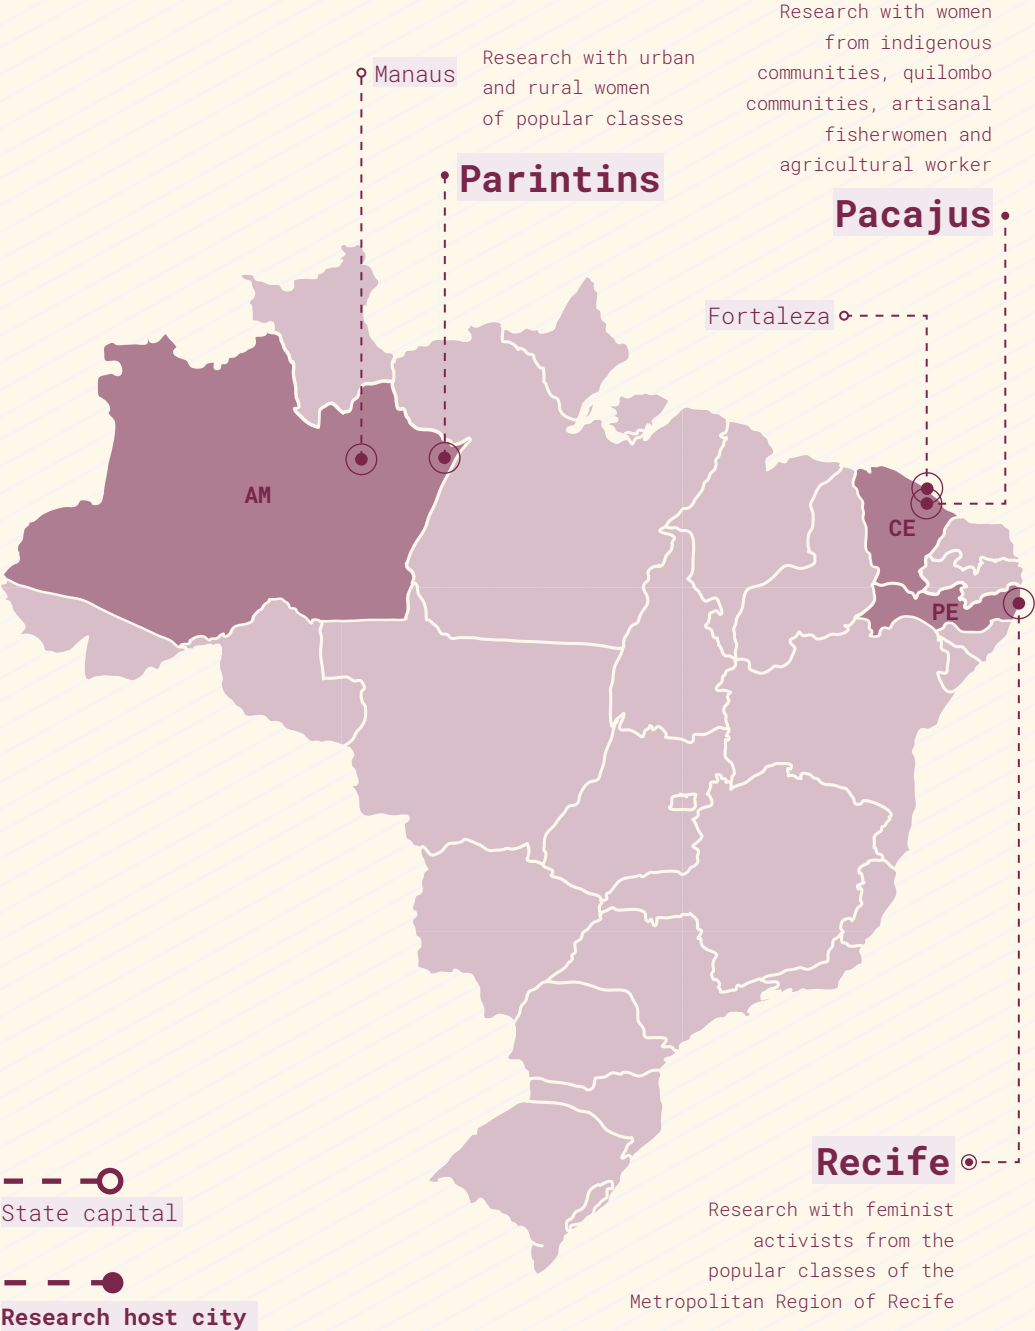 Research with women
from indigenous
communities, quilombo
communities, artisanal
fisherwomen and
agricultural worker
Pacajus
Manaus
Research with urban
and rural women
of popular classes
Parintins
Fortaleza
AM
CE
PE
Recife
Research with feminist
activists from the
popular classes of the
Metropolitan Region of Recife
State capital
Research host city